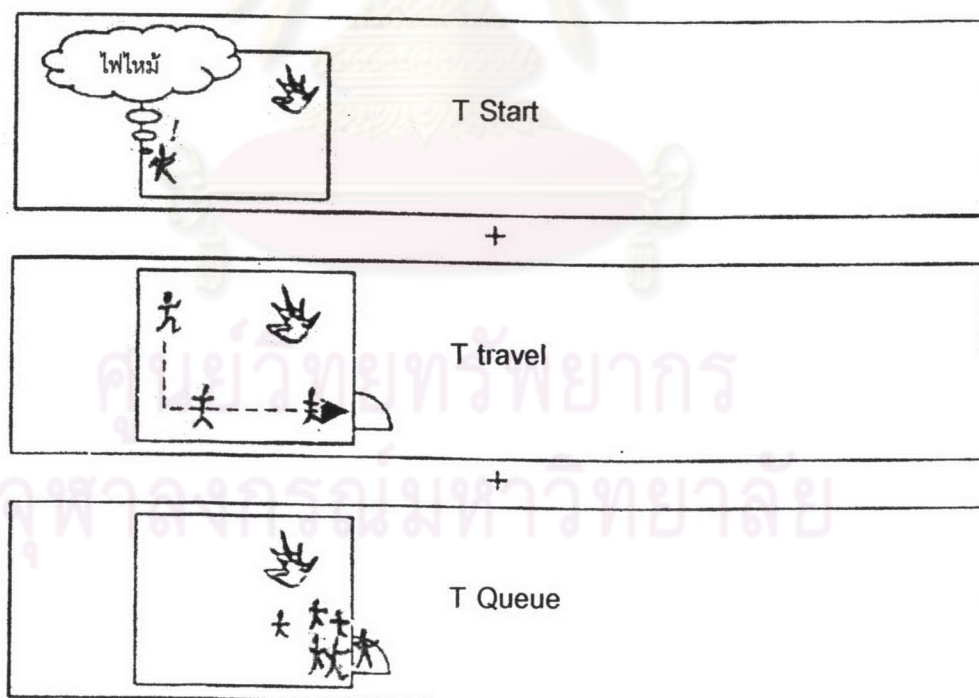 ไฟไหม้
!
T Start
+
T travel
ศูนย์วิทยทรัพยากร
+
จุฬาลงกรณ์มหาวิทยาลัย
T Queue